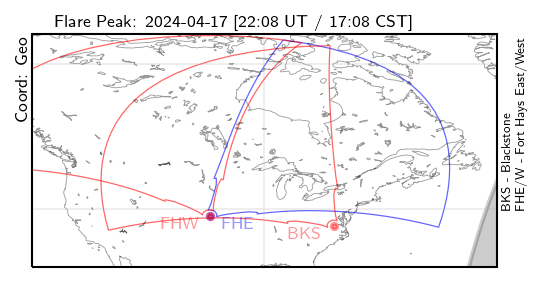 Flare Peak: 2024-04-17 [22:08 UT / 17:08 CST]
Coord: Geo
FHW
FHE
BKS
BKS - Blackstone
FHE/W - Fort Hays East/West